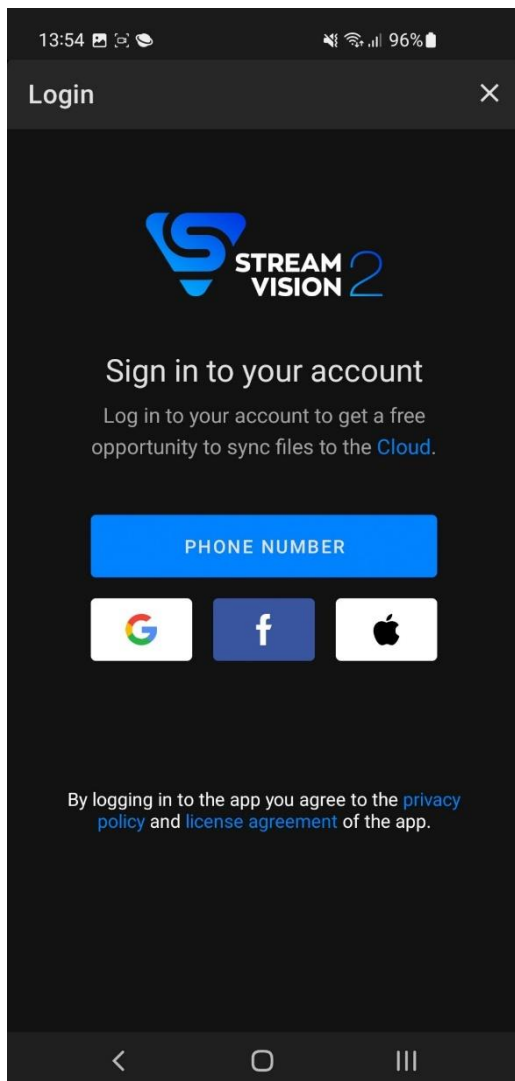 13:54 96%
Login
STREAM 2
VISION
Sign in to your account
Log in to your account to get a free
opportunity to sync files to the Cloud.
PHONE NUMBER
G f
By logging in to the app you agree to the privacy
policy and license agreement of the app.